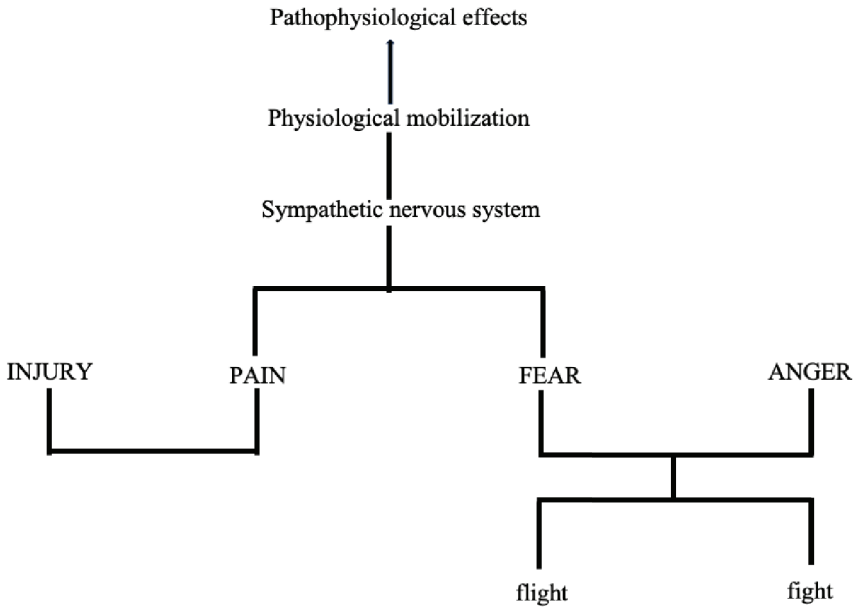 Pathophysiological effects
Physiological mobilization
Sympathetic nervous system
INJURY
PAIN
FEAR
ANGER
flight
fight